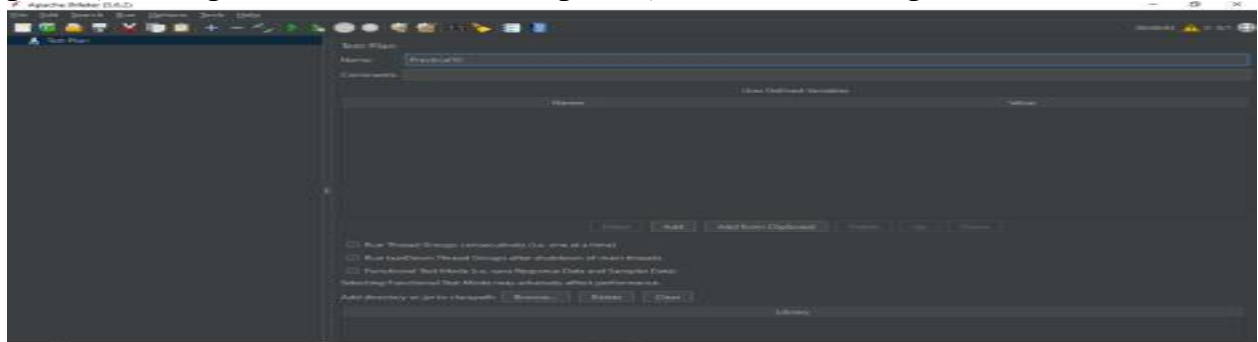 Apache JMeter (5.6.2)
File Edit Search Run Options Tools Help
Test Plan
Test Plan
Name: Practical10
Comments:
User Defined Variables
Name: Value
Detail Add Add from Clipboard Delete Up Down
Run Thread Groups consecutively (i.e. one at a time)
Run tearDown Thread Groups after shutdown of main threads
Functional Test Mode (i.e. save Response Data and Sampler Data)
Selecting Functional Test Mode may adversely affect performance.
Add directory or jar to classpath Browse... Delete Clear
Library